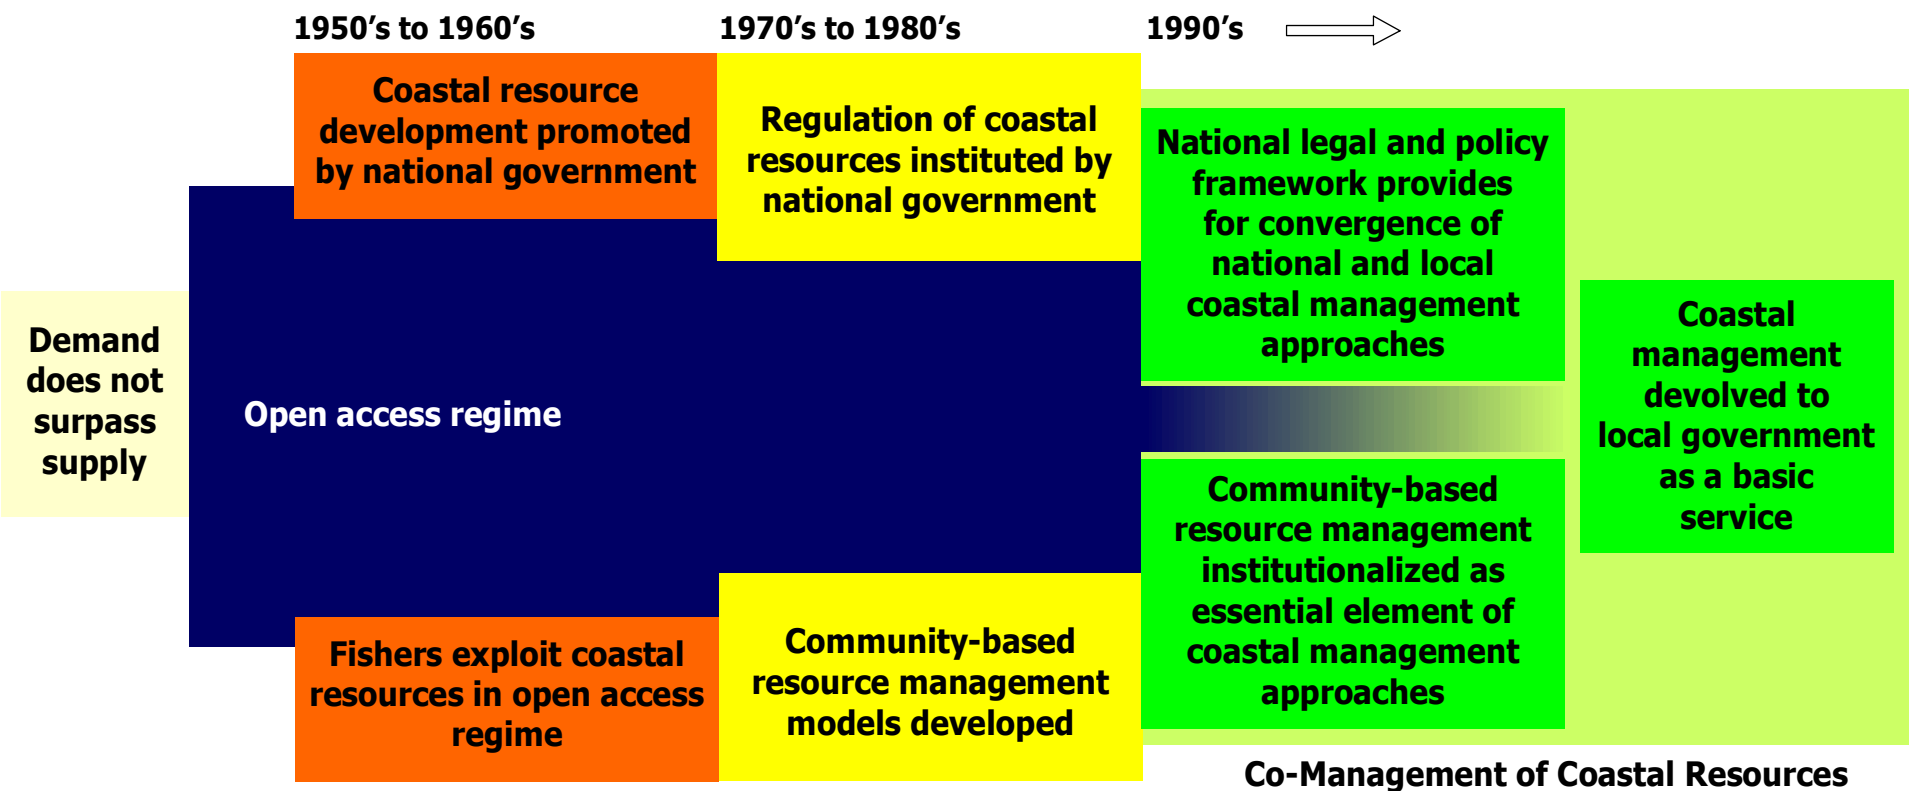 1950’s to 1960’s
1970’s to 1980’s
1990’s
Coastal resource
development promoted
by national government
Regulation of coastal
resources instituted by
national government
National legal and policy
framework provides
for convergence of
national and local
coastal management
approaches
Demand
does not
surpass
supply
Open access regime
Coastal
management
devolved to
local government
as a basic
service
Fishers exploit coastal
resources in open access
regime
Community-based
resource management
models developed
Community-based
resource management
institutionalized as
essential element of
coastal management
approaches
Co-Management of Coastal Resources